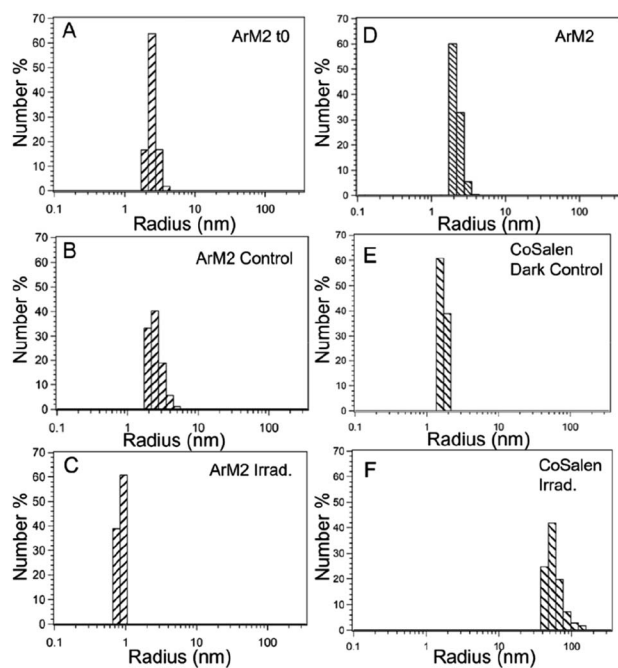 A
ArM2 t0
Number %
70
60
50
40
30
20
10
0
0.1
1
10
100
Radius (nm)
D
ArM2
Number %
70
60
50
40
30
20
10
0
0.1
1
10
100
Radius (nm)
B
ArM2 Control
Number %
70
60
50
40
30
20
10
0
0.1
1
10
100
Radius (nm)
E
CoSalen
Dark Control
Number %
70
60
50
40
30
20
10
0
0.1
1
10
100
Radius (nm)
C
ArM2 Irrad.
Number %
70
60
50
40
30
20
10
0
0.1
1
10
100
Radius (nm)
F
CoSalen
Irrad.
Number %
70
60
50
40
30
20
10
0
0.1
1
10
100
Radius (nm)